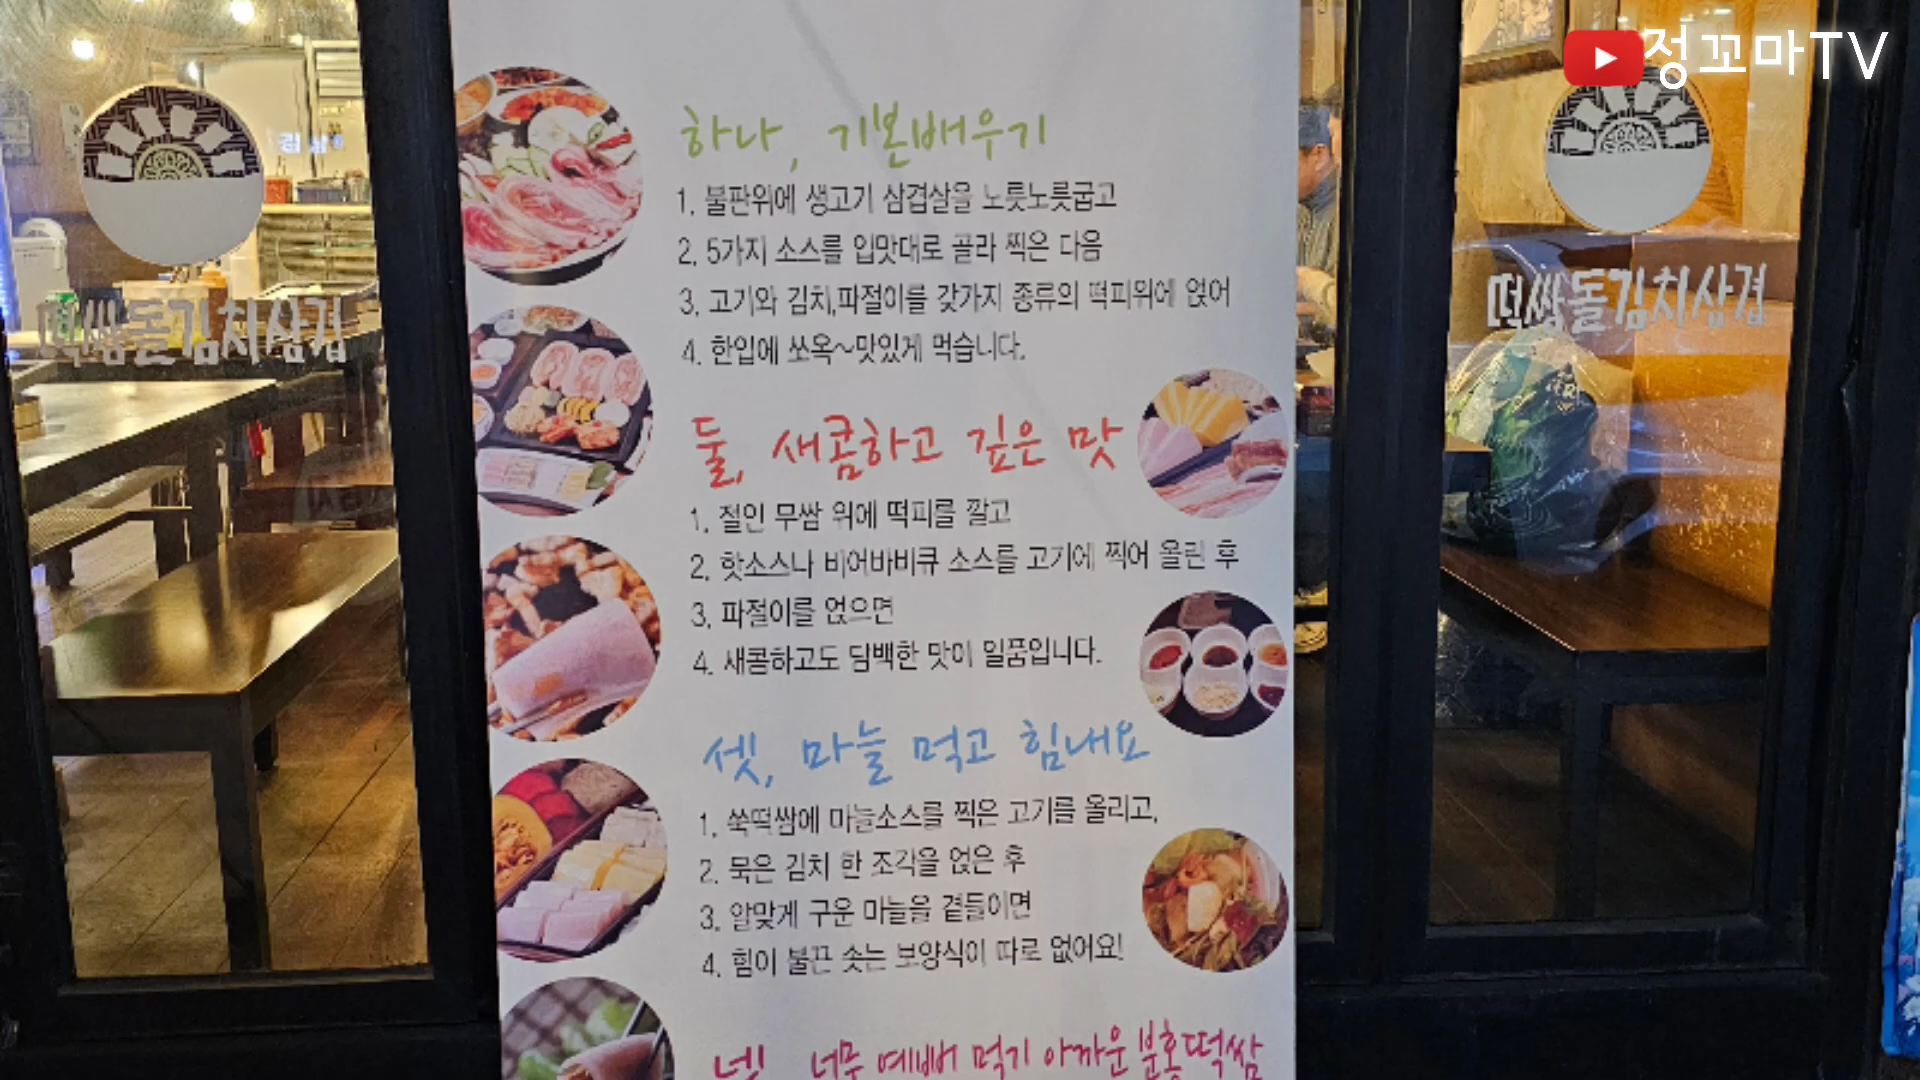 정꼬마TV
하나, 기본배우기
1. 불판위에 생고기 삼겹살을 노릇노릇굽고
2. 5가지 소스를 입맛대로 골라 찍은 다음
3. 고기와 김치,파절이를 갖가지 종류의 떡피위에 얹어
4. 한입에 쏘옥~맛있게 먹습니다.
둘, 새콤하고 깊은 맛
1. 절인 무쌈 위에 떡피를 깔고
2. 핫소스나 비어바비큐 소스를 고기에 찍어 올린 후
3. 파절이를 얹으면
4. 새콤하고도 담백한 맛이 일품입니다.
셋, 마늘 먹고 힘내요
1. 쑥떡쌈에 마늘소스를 찍은 고기를 올리고,
2. 묵은 김치 한 조각을 얹은 후
3. 알맞게 구운 마늘을 곁들이면
4. 힘이 불끈 솟는 보양식이 따로 없어요!
넷, 너무 예뻐 먹기 아까운 분홍떡쌈
떡쌈돌김치삼겹
떡쌈돌김치삼겹